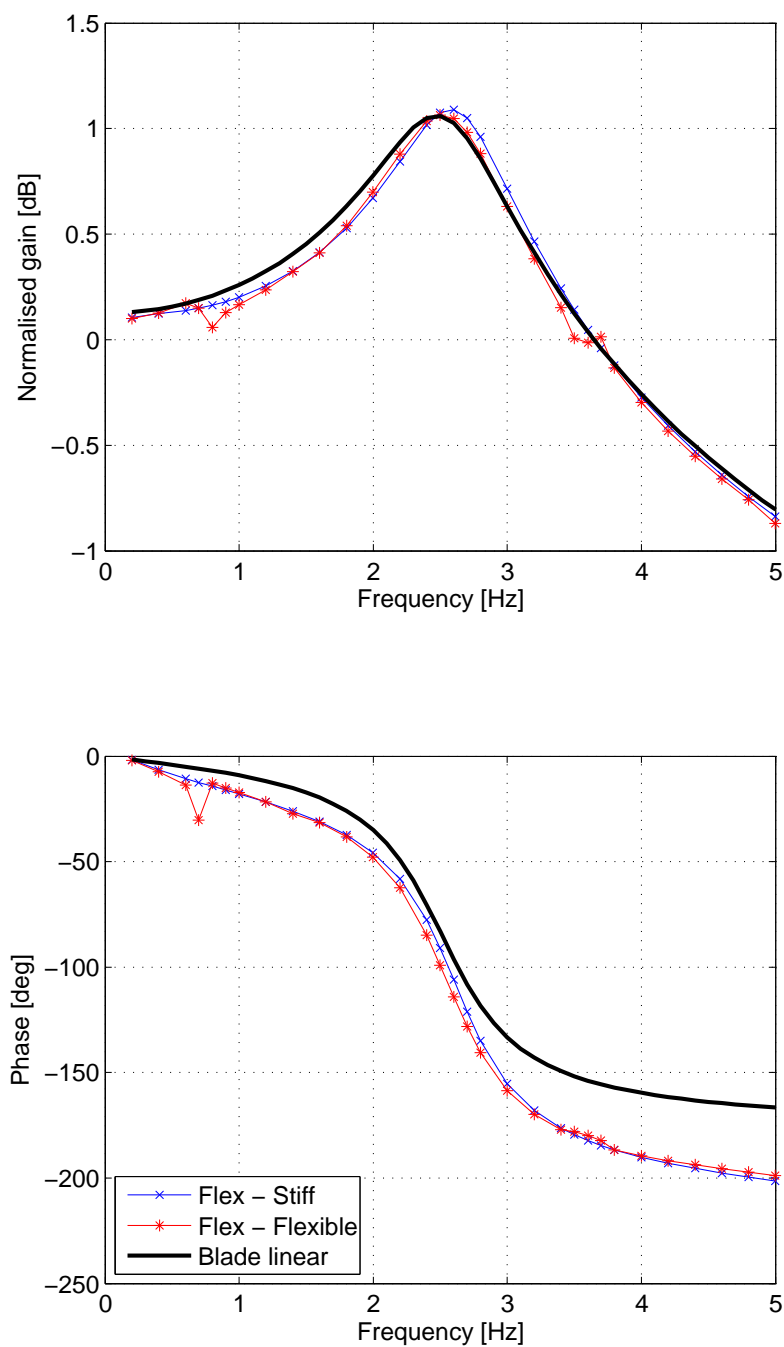 1.5
1
0.5
0
−0.5
−1
Normalised gain [dB]
0 1 2 3 4 5
Frequency [Hz]
0
−50
−100
−150
−200
−250
Phase [deg]
Flex − Stiff
Flex − Flexible
Blade linear
0 1 2 3 4 5
Frequency [Hz]